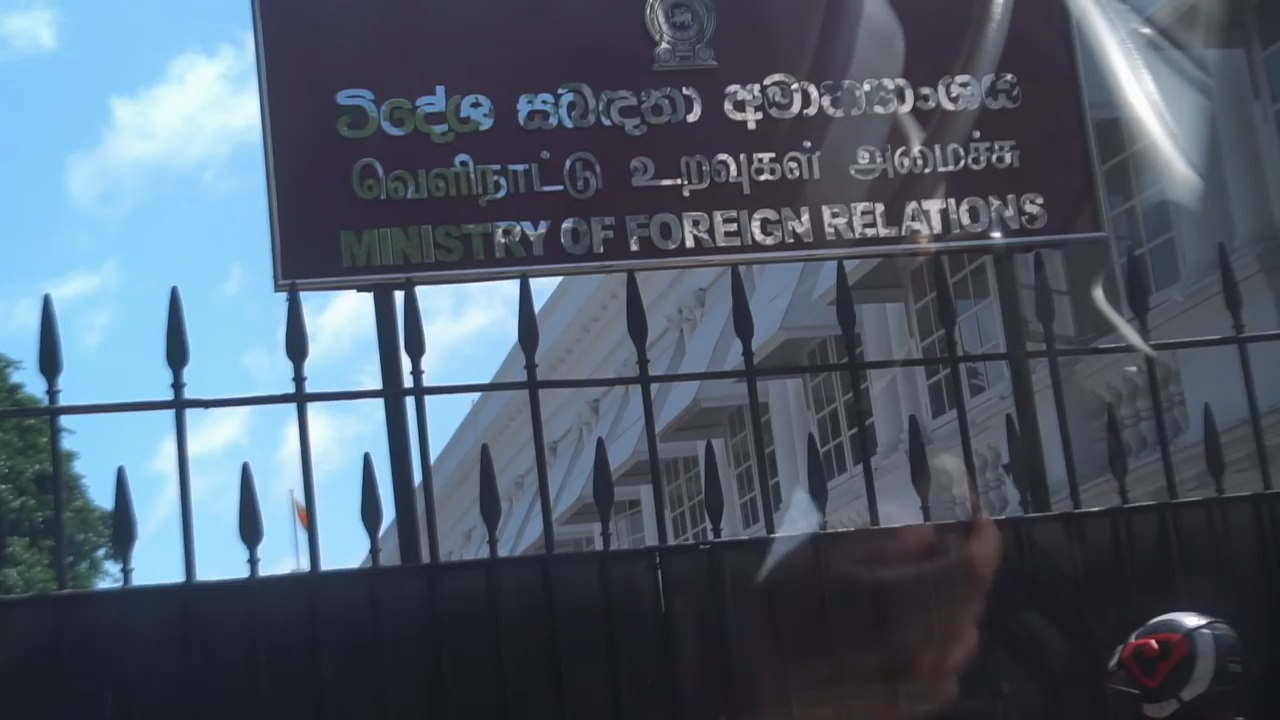 විදේශ සබඳතා අමාත්‍යාංශය
வெளிநாட்டு உறவுகள் அமைச்சு
MINISTRY OF FOREIGN RELATIONS